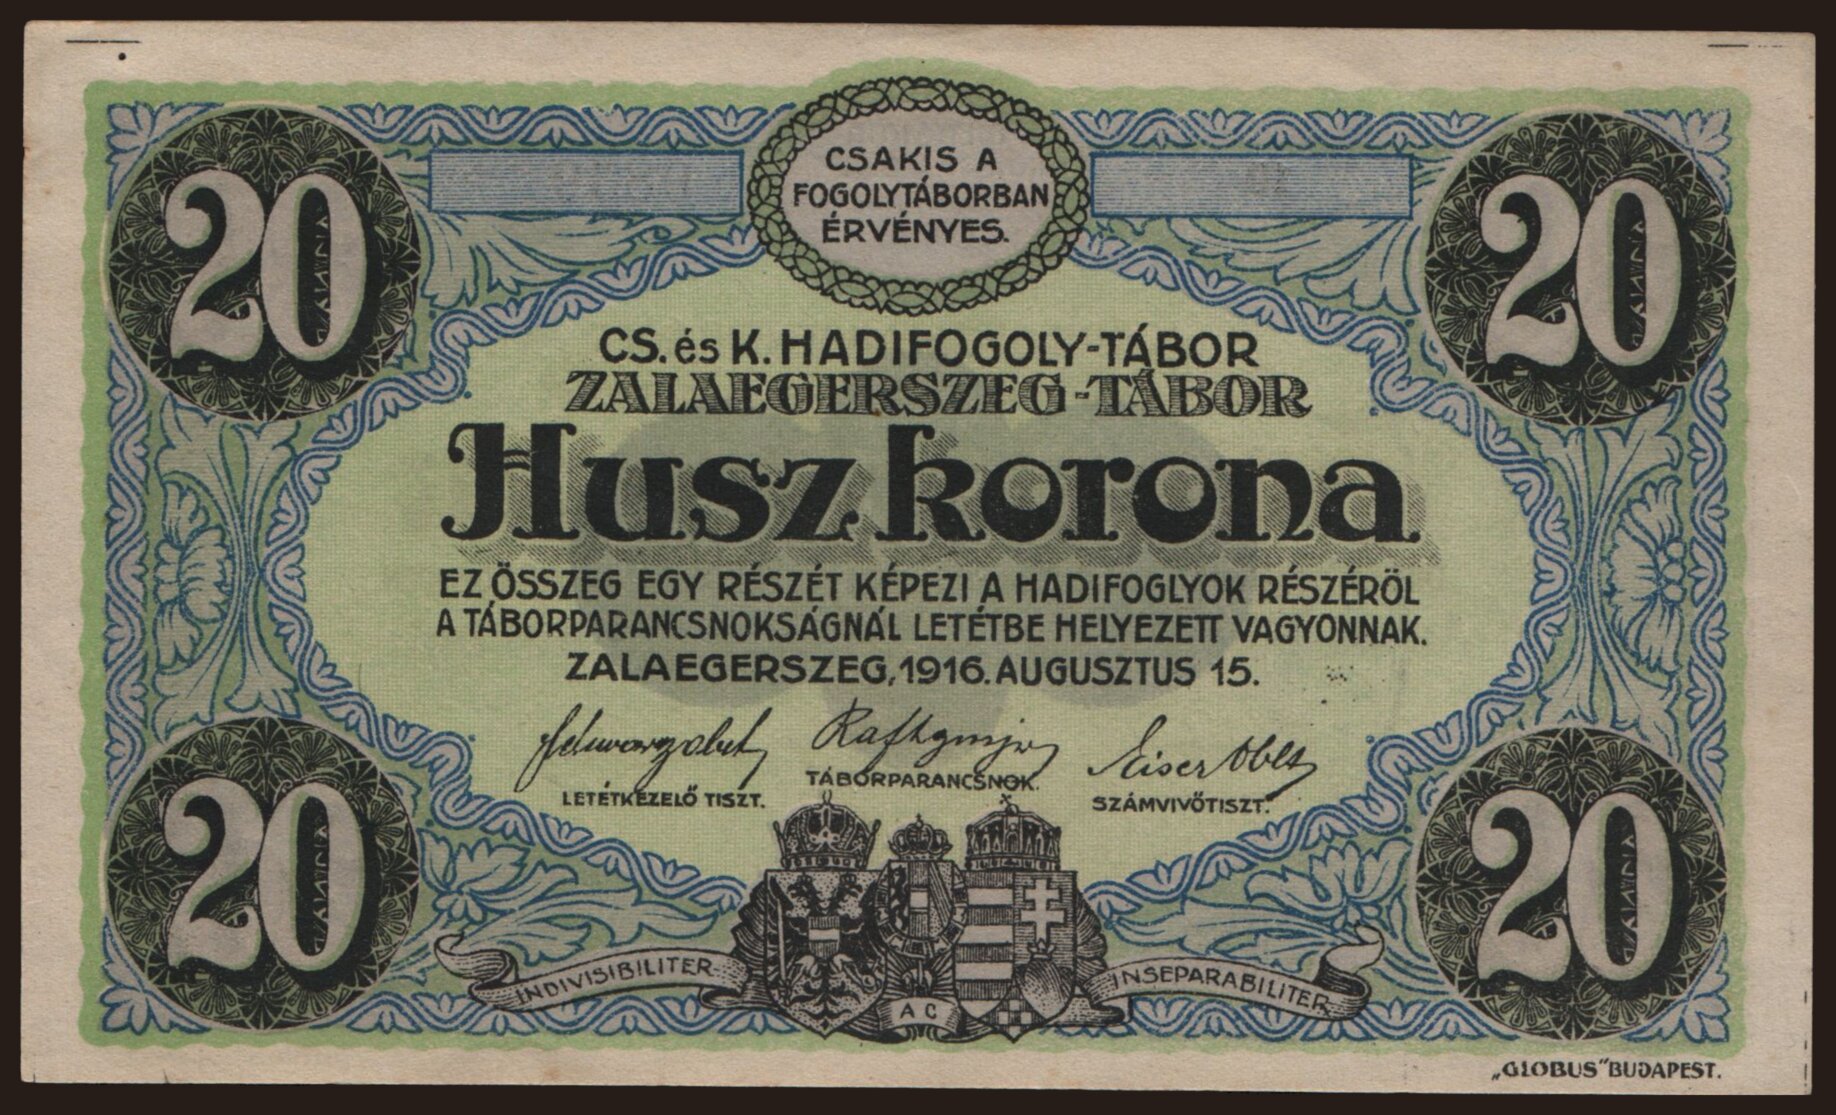 CSAKIS A
FOGOLYTÁBORBAN
ÉRVÉNYES.
20
20
CS. és K. HADIFOGOLY-TÁBOR
ZALAEGERSZEG-TÁBOR
Husz korona
EZ ÖSSZEG EGY RÉSZÉT KÉPEZI A HADIFOGLYOK RÉSZÉRÖL
A TÁBORPARANCSNOKSÁGNÁL LETÉTBE HELYEZETT VAGYONNAK.
ZALAEGERSZEG, 1916. AUGUSZTUS 15.
LETÉTKEZELŐ TISZT.
TÁBORPARANCSNOK.
SZÁMVIVŐTISZT.
20
20
INDIVISIBILITER
AC
INSEPARABILITER
„GLOBUS" BUDAPEST.